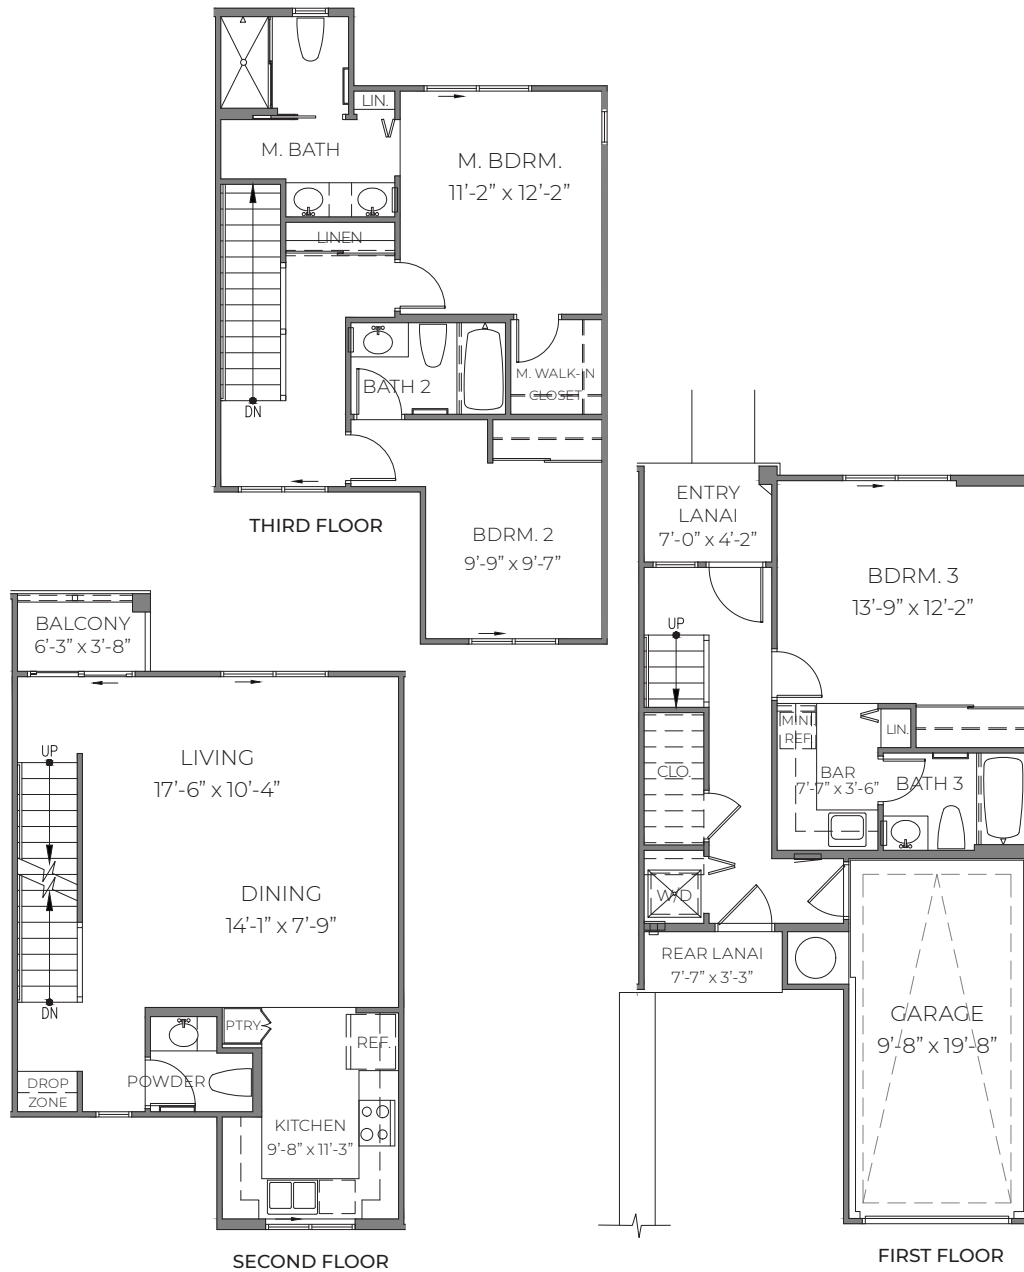 LIN.
M. BATH
M. BDRM.
11'-2" x 12'-2"
LINEN
BATH 2
M. WALK-IN
CLOSET
DN
BDRM. 2
9'-9" x 9'-7"
THIRD FLOOR
BALCONY
6'-3" x 3'-8"
UP
LIVING
17'-6" x 10'-4"
DINING
14'-1" x 7'-9"
DN
PTRY
REF.
DROP
ZONE
POWDER
KITCHEN
9'-8" x 11'-3"
SECOND FLOOR
ENTRY
LANAI
7'-0" x 4'-2"
BDRM. 3
13'-9" x 12'-2"
UP
MINI
REF
LIN.
CLO.
BAR
7'-7" x 3'-6"
BATH 3
W/D
REAR LANAI
7'-7" x 3'-3"
GARAGE
9'-8" x 19'-8"
FIRST FLOOR